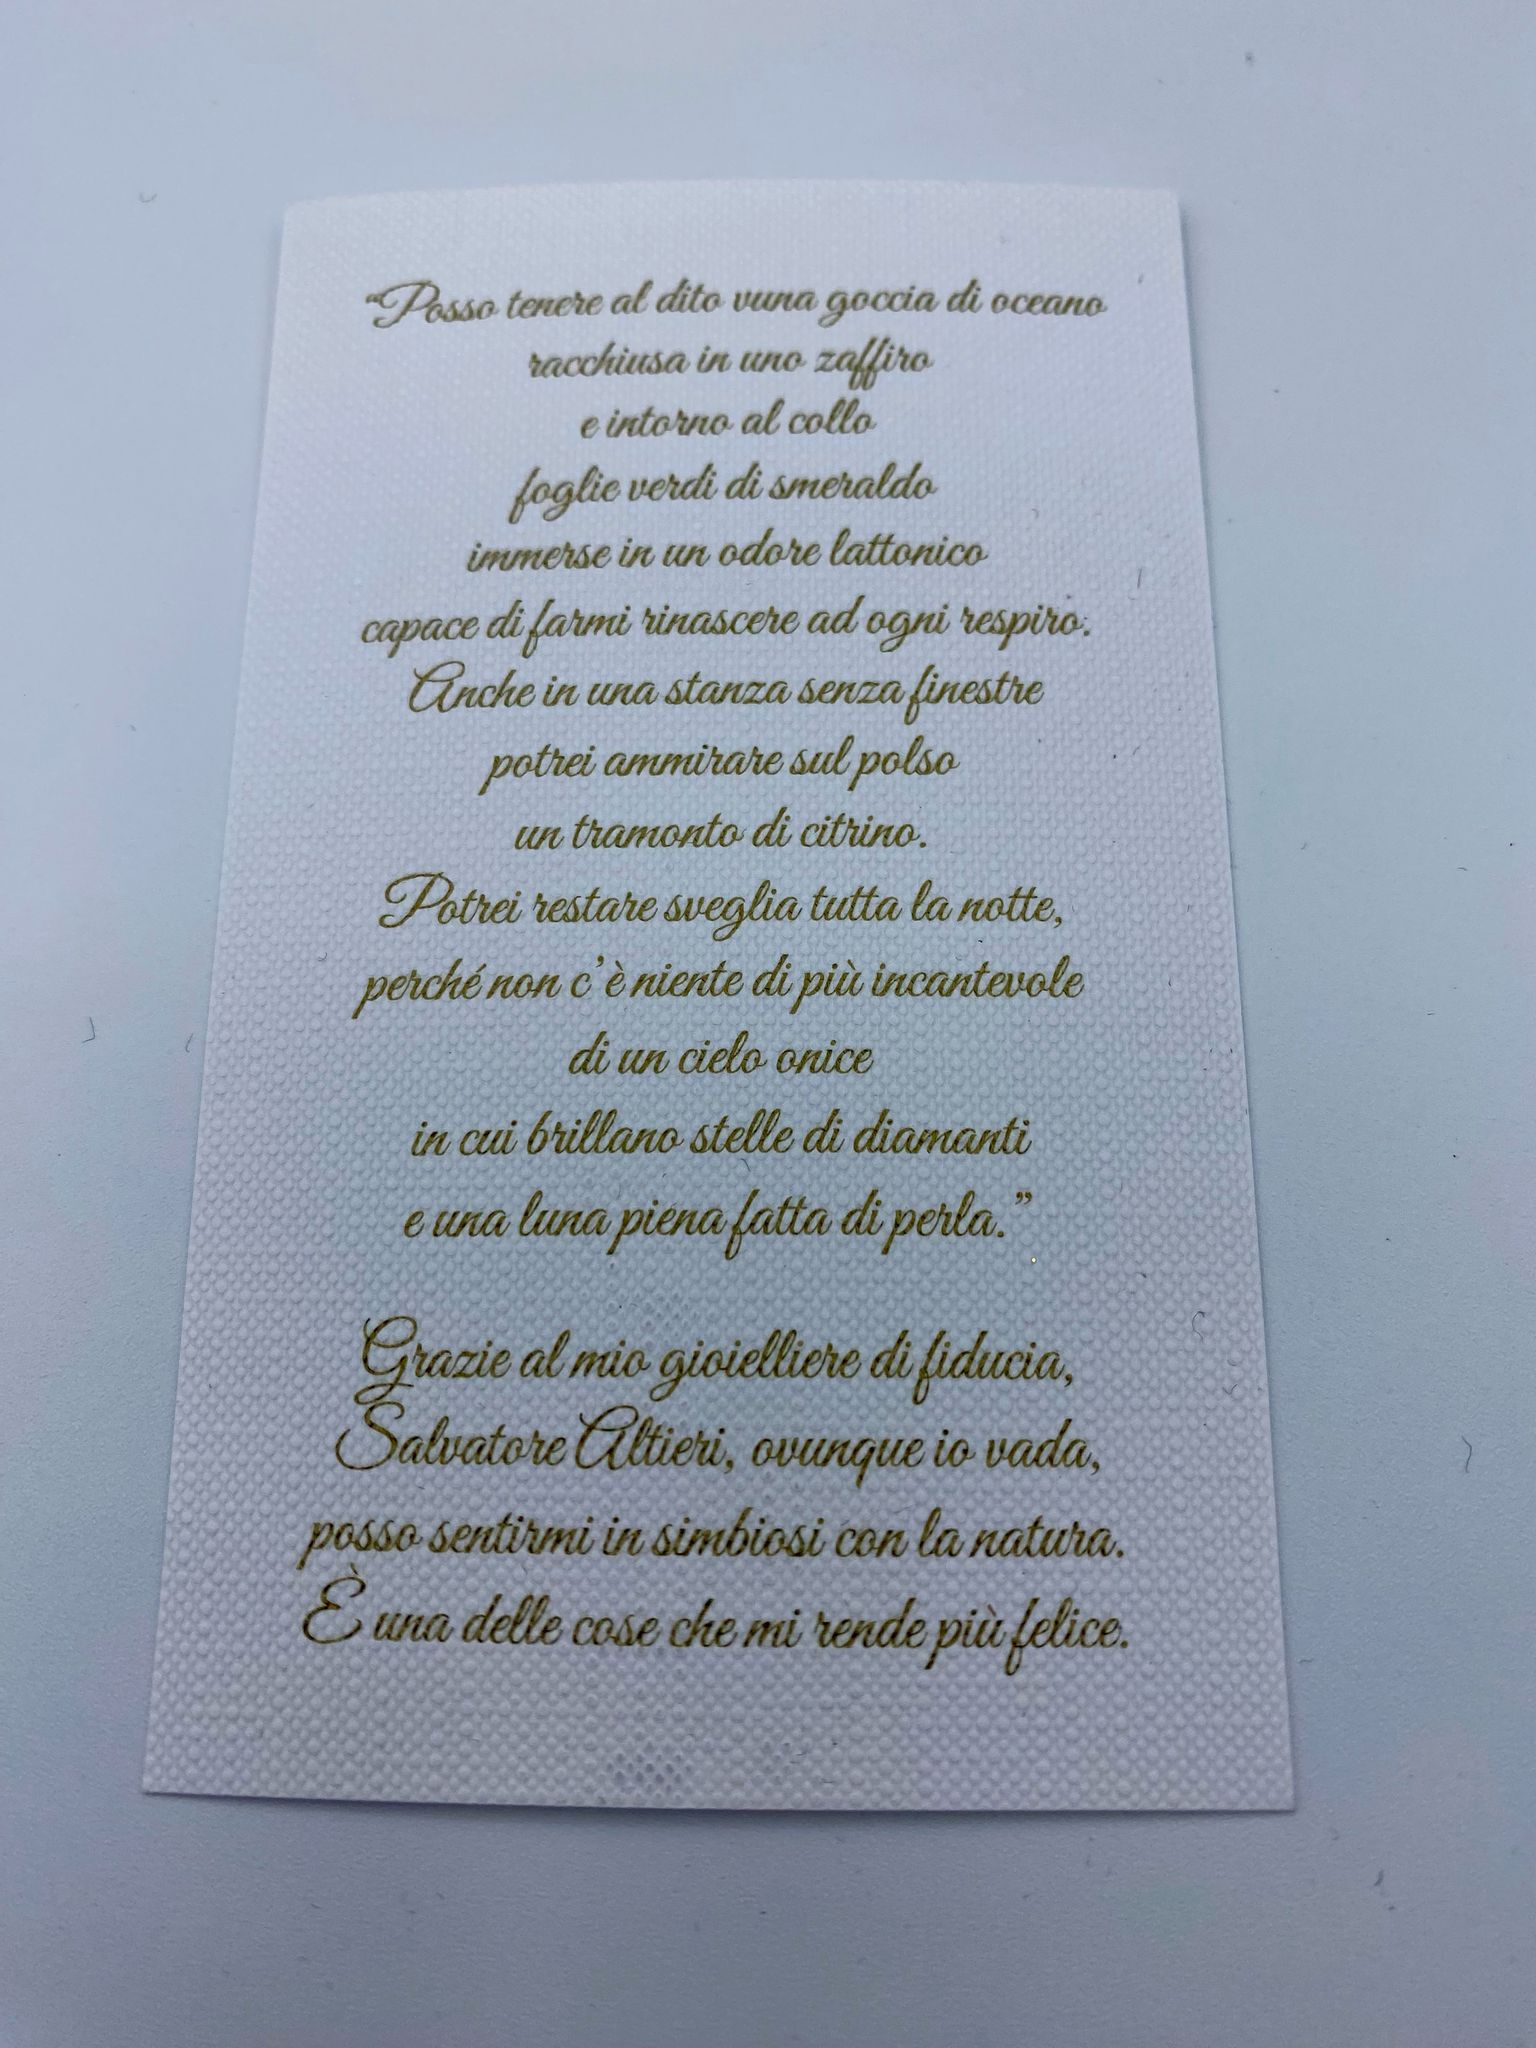 “Posso tenere al dito vuna goccia di oceano
racchiusa in uno zaffiro
e intorno al collo
foglie verdi di smeraldo
immerse in un odore lattonico
capace di farmi rinascere ad ogni respiro.
Anche in una stanza senza finestre
potrei ammirare sul polso
un tramonto di citrino.
Potrei restare sveglia tutta la notte,
perché non c’è niente di più incantevole
di un cielo onice
in cui brillano stelle di diamanti
e una luna piena fatta di perla.”
Grazie al mio gioielliere di fiducia,
Salvatore Altieri, ovunque io vada,
posso sentirmi in simbiosi con la natura.
È una delle cose che mi rende più felice.